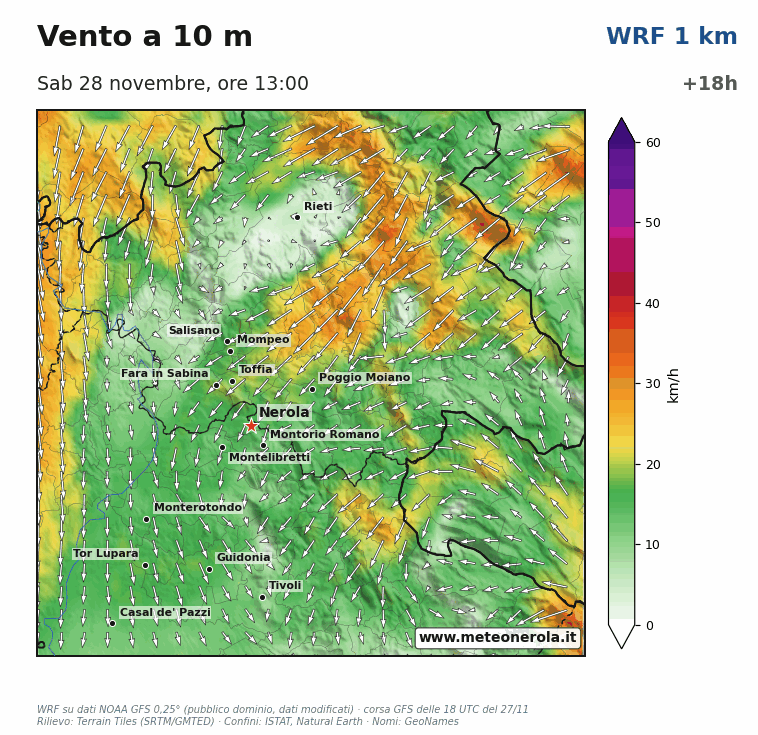 Vento a 10 m
WRF 1 km
Sab 28 novembre, ore 13:00
+18h
Rieti
Salisano
Mompeo
Fara in Sabina
Toffia
Poggio Moiano
Nerola
Montorio Romano
Montelibretti
Monterotondo
Tor Lupara
Guidonia
Tivoli
Casal de' Pazzi
www.meteonerola.it
60
50
40
30
20
10
0
km/h
WRF su dati NOAA GFS 0,25° (pubblico dominio, dati modificati) · corsa GFS delle 18 UTC del 27/11
Rilievo: Terrain Tiles (SRTM/GMTED) · Confini: ISTAT, Natural Earth · Nomi: GeoNames